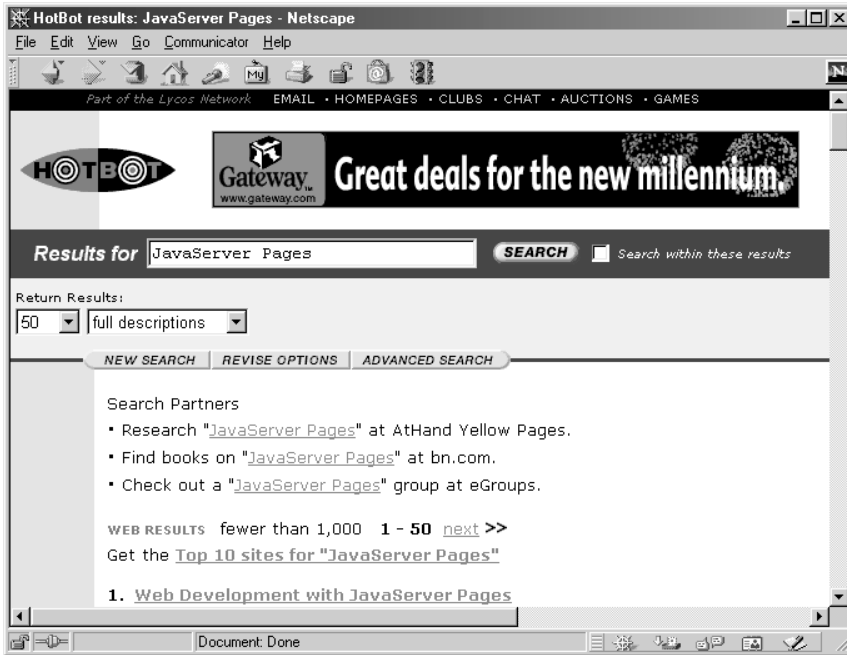 HotBot results: JavaServer Pages - Netscape
File Edit View Go Communicator Help
My
N
Part of the Lycos Network EMAIL · HOMEPAGES · CLUBS · CHAT · AUCTIONS · GAMES
HOTBOT
Gateway™
www.gateway.com
Great deals for the new millennium.
Results for JavaServer Pages SEARCH Search within these results
Return Results:
50 full descriptions
NEW SEARCH REVISE OPTIONS ADVANCED SEARCH
Search Partners
• Research "JavaServer Pages" at AtHand Yellow Pages.
• Find books on "JavaServer Pages" at bn.com.
• Check out a "JavaServer Pages" group at eGroups.
WEB RESULTS fewer than 1,000 1 - 50 next >>
Get the Top 10 sites for "JavaServer Pages"
1. Web Development with JavaServer Pages
Document: Done